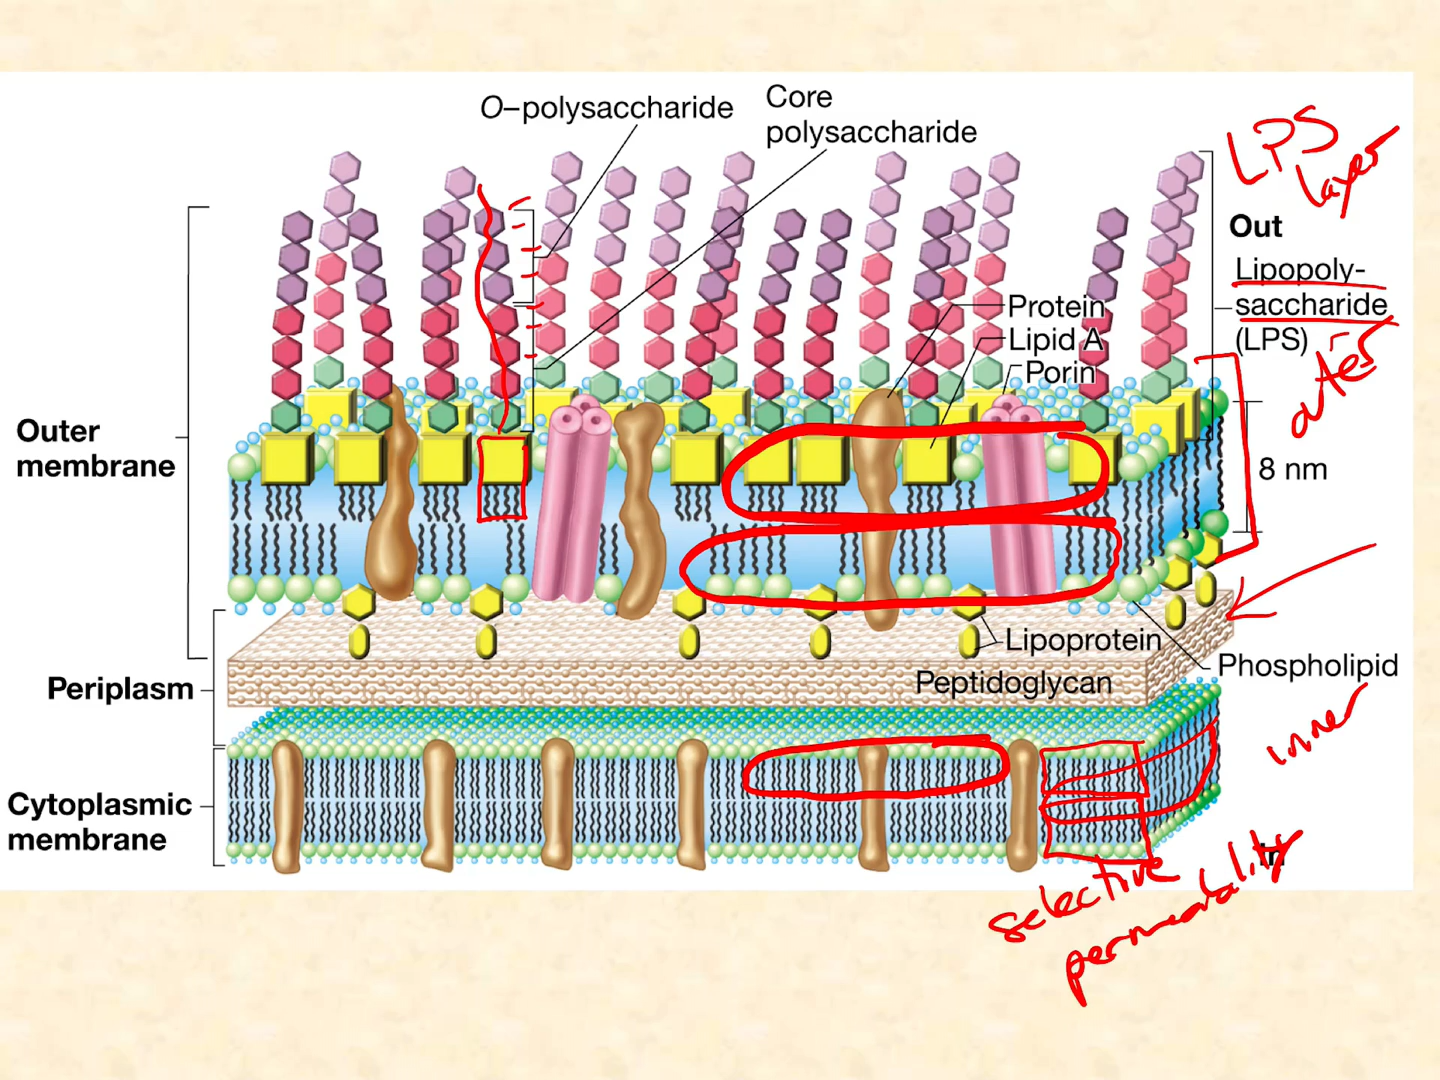 O–polysaccharide
Core
polysaccharide
LPS
layer
Out
Lipopoly-
saccharide
(LPS)
Protein
Lipid A
Porin
outer
Outer
membrane
8 nm
Lipoprotein
Phospholipid
Peptidoglycan
Periplasm
inner
Cytoplasmic
membrane
In
selective
permeability